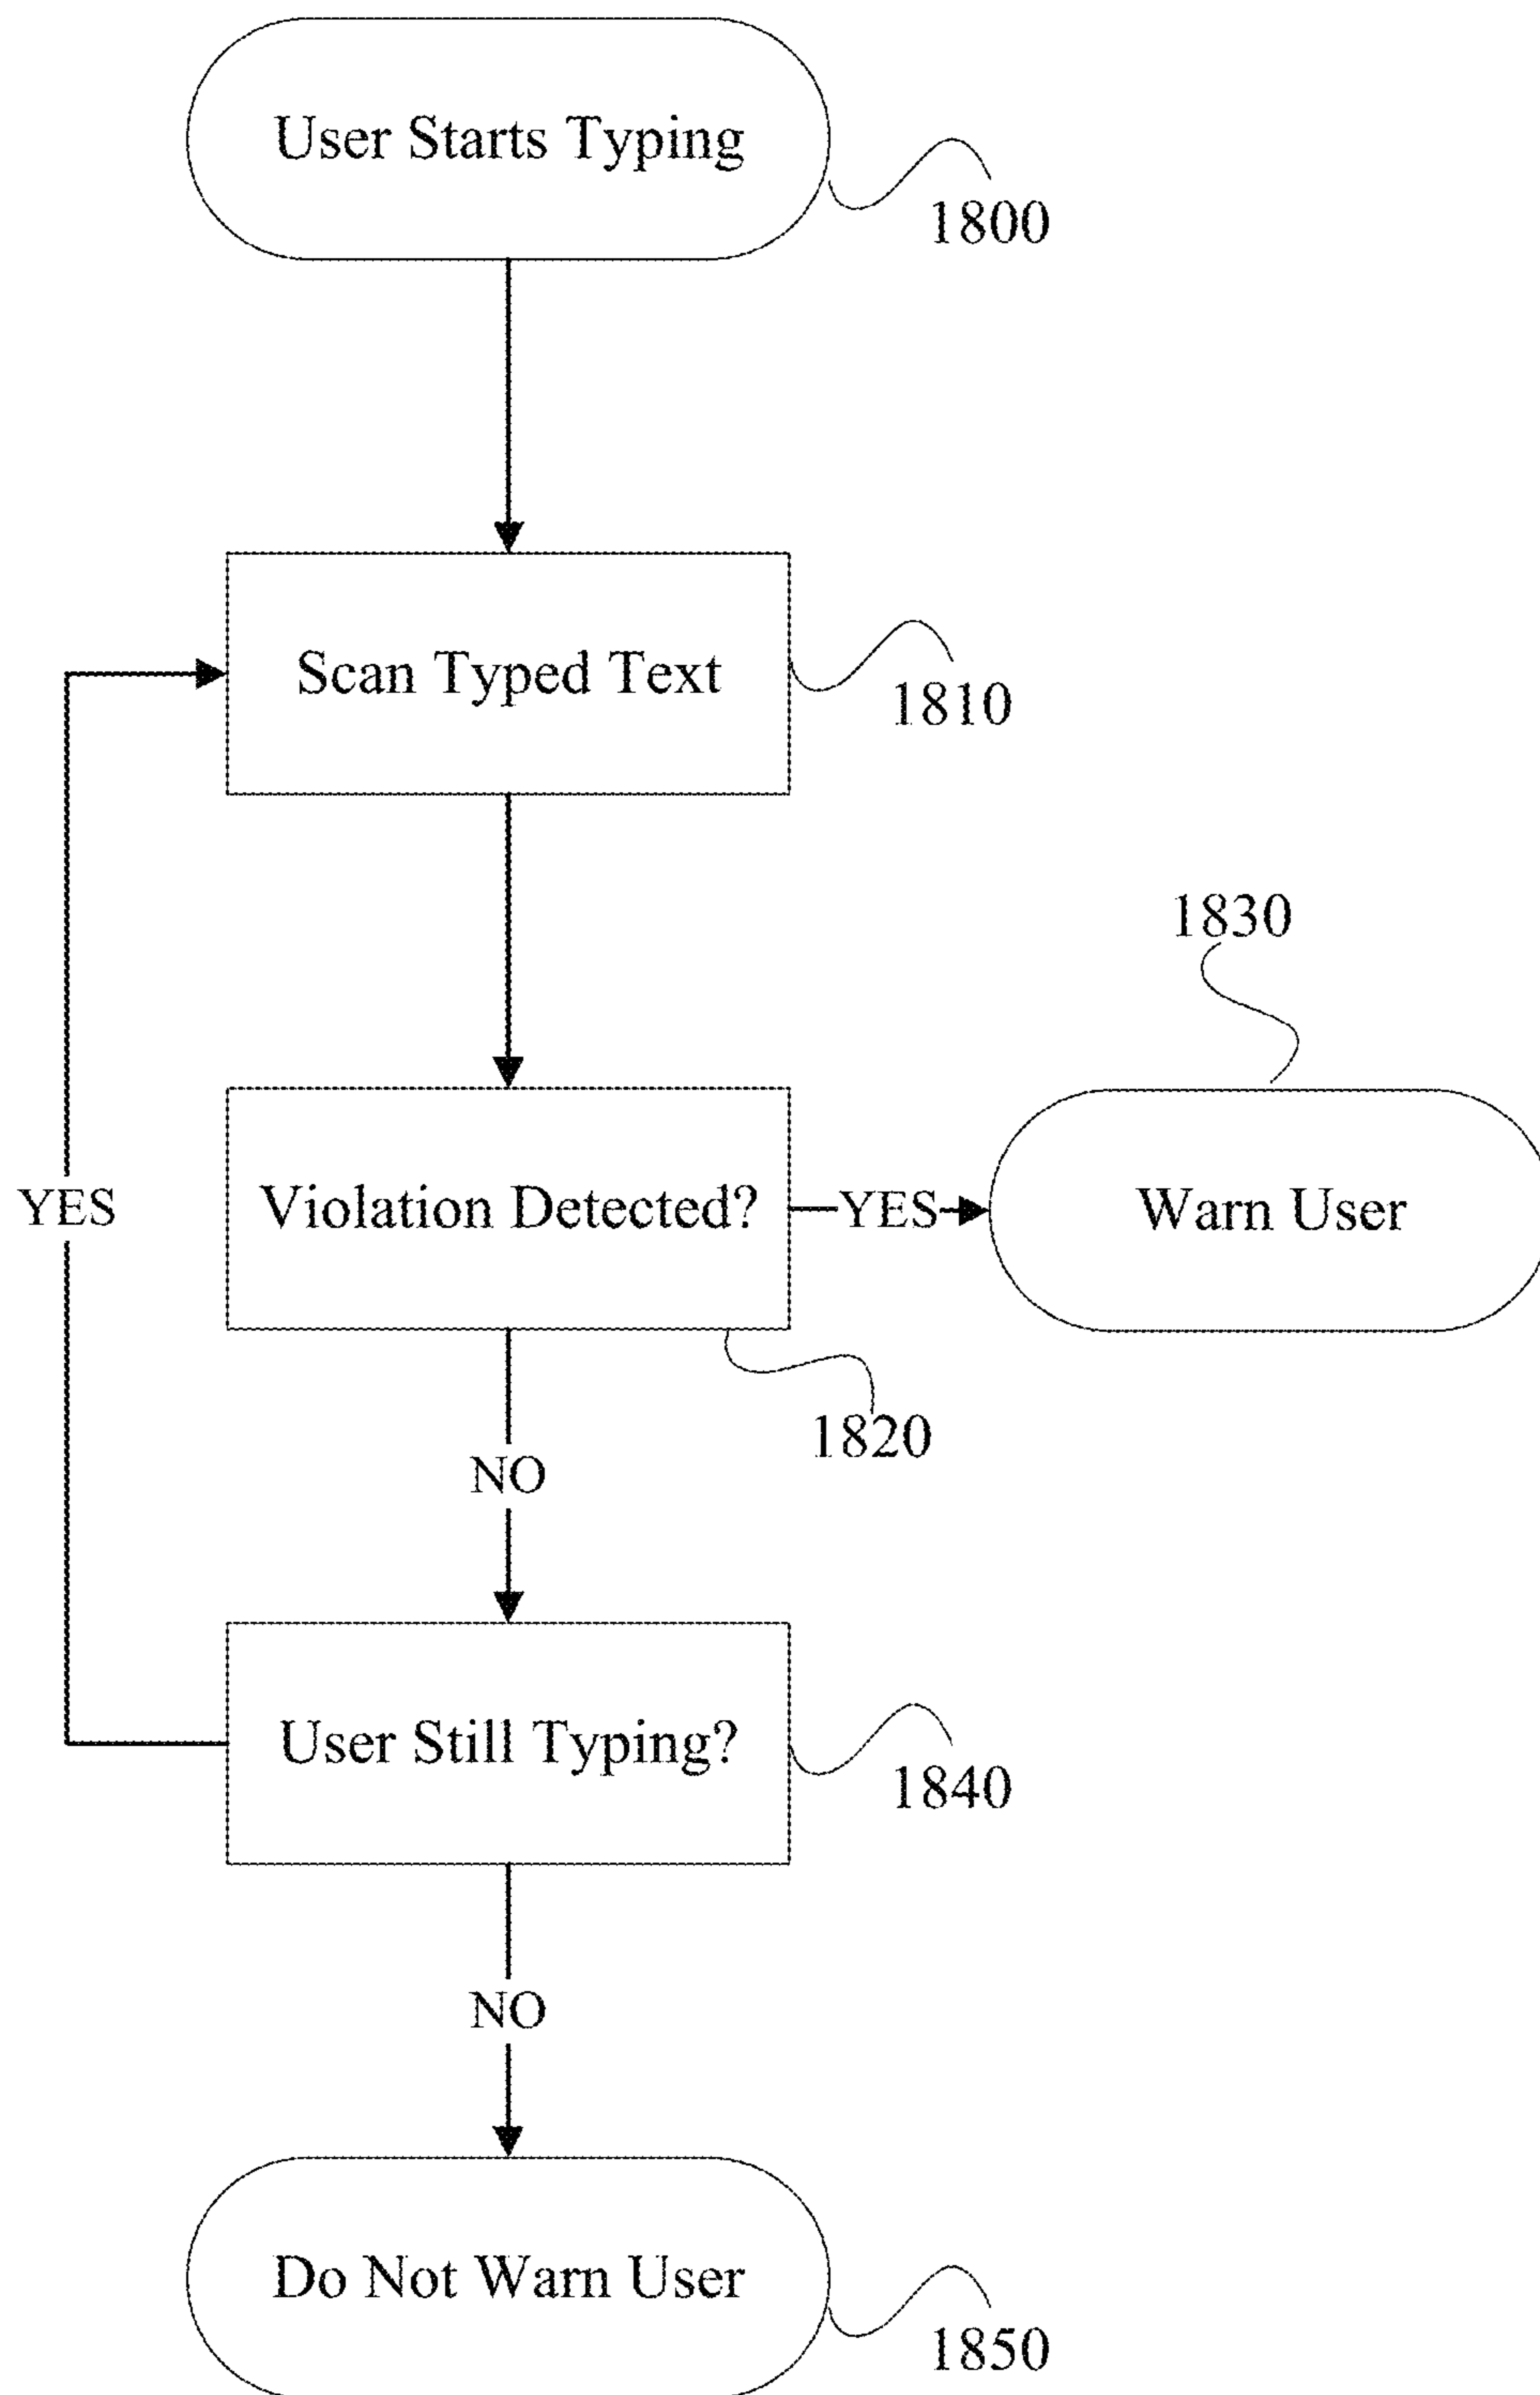 User Starts Typing
1800
Scan Typed Text
1810
1830
YES
Violation Detected?
YES
Warn User
1820
NO
User Still Typing?
1840
NO
Do Not Warn User
1850